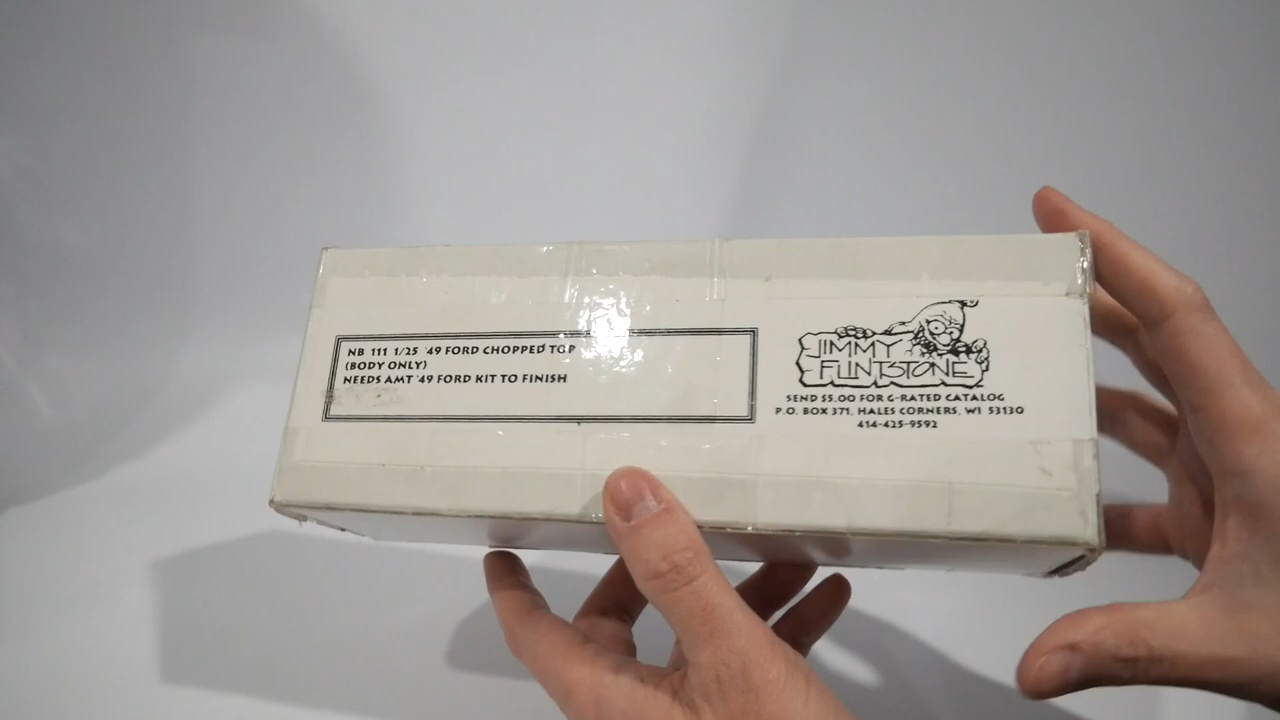 NB 111 1/25 '49 FORD CHOPPED TOP
(BODY ONLY)
NEEDS AMT '49 FORD KIT TO FINISH
JIMMY
FLINTSTONE
SEND $5.00 FOR G-RATED CATALOG
P.O. BOX 371, HALES CORNERS, WI 53130
414-425-9592